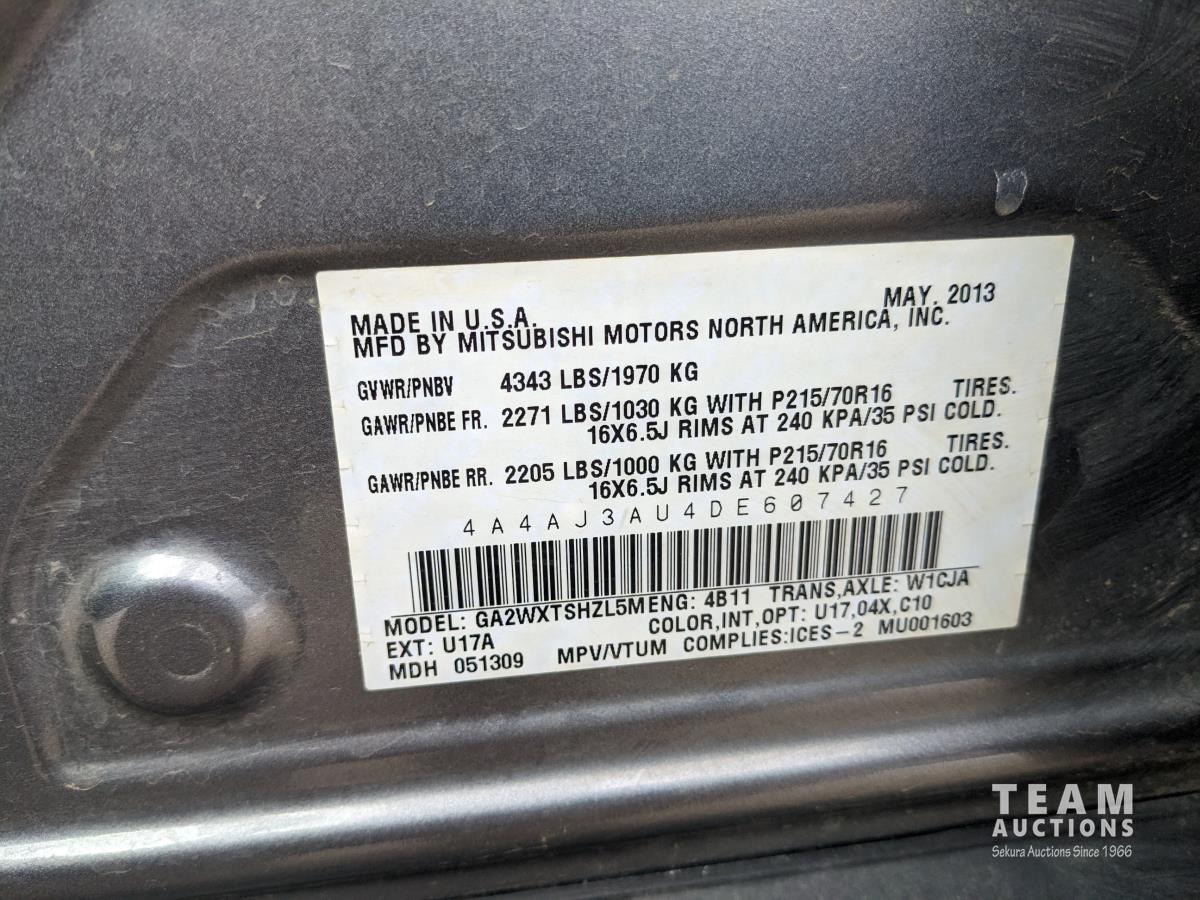 MAY. 2013
MADE IN U.S.A.
MFD BY MITSUBISHI MOTORS NORTH AMERICA, INC.
GVWR/PNBV 4343 LBS/1970 KG
GAWR/PNBE FR. 2271 LBS/1030 KG WITH P215/70R16 TIRES.
16X6.5J RIMS AT 240 KPA/35 PSI COLD.
GAWR/PNBE RR. 2205 LBS/1000 KG WITH P215/70R16 TIRES.
16X6.5J RIMS AT 240 KPA/35 PSI COLD.
4A4AJ3AU4DE607427
MODEL: GA2WXTSHZL5M ENG: 4B11 TRANS,AXLE: W1CJA
EXT: U17A COLOR,INT,OPT: U17,04X,C10
MDH 051309 MPV/VTUM COMPLIES:ICES-2 MU001603
TEAM
AUCTIONS
Sekura Auctions Since 1966